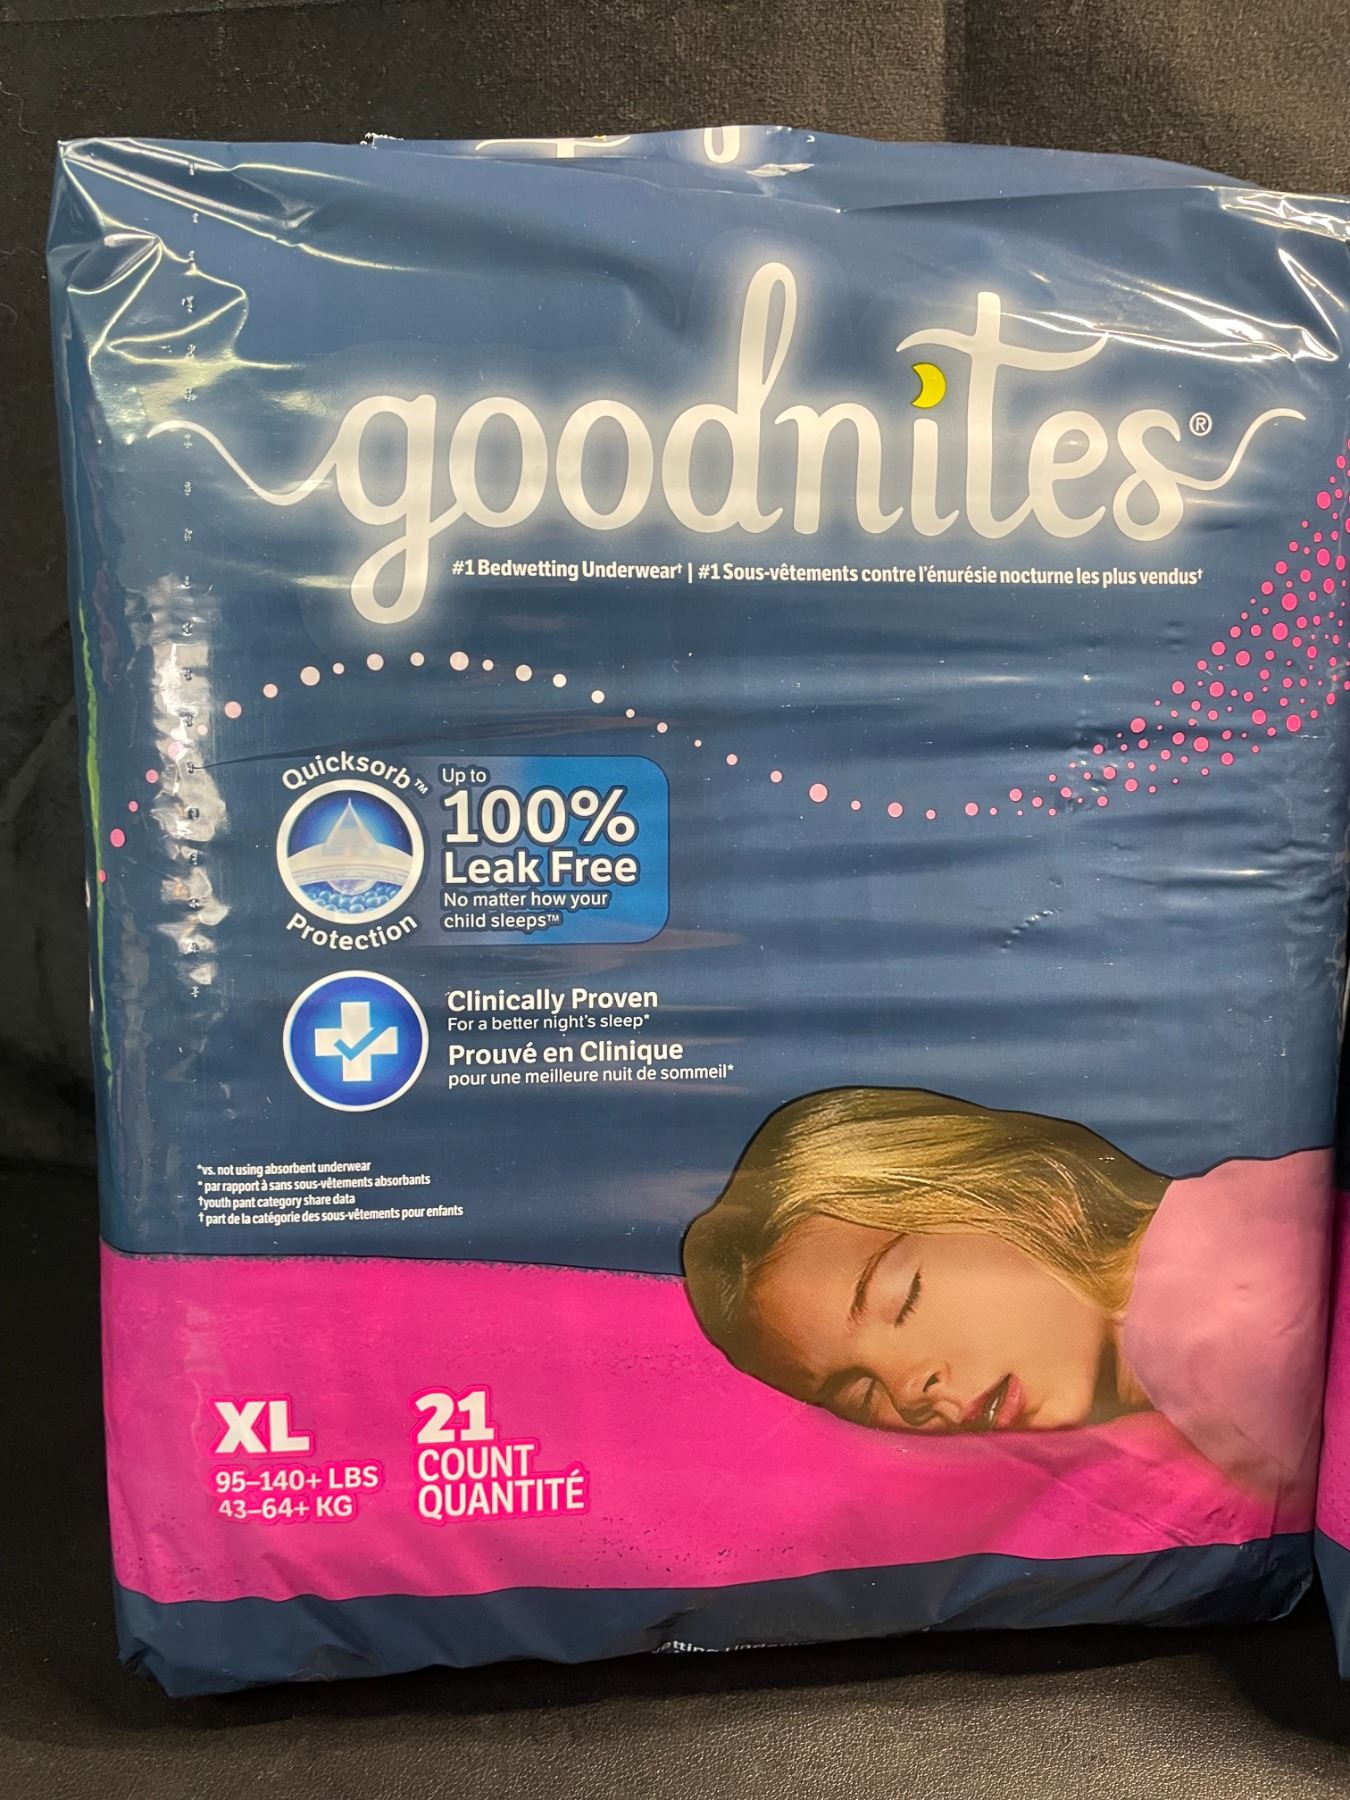 goodnites®
#1 Bedwetting Underwear† | #1 Sous-vêtements contre l'énurésie nocturne les plus vendus†
Quicksorb™
Protection
Up to
100%
Leak Free
No matter how your
child sleeps™
Clinically Proven
For a better night's sleep*
Prouvé en Clinique
pour une meilleure nuit de sommeil*
*vs. not using absorbent underwear
*par rapport à sans sous-vêtements absorbants
†youth pant category share data
†part de la catégorie des sous-vêtements pour enfants
XL
95–140+ LBS
43–64+ KG
21
COUNT
QUANTITÉ